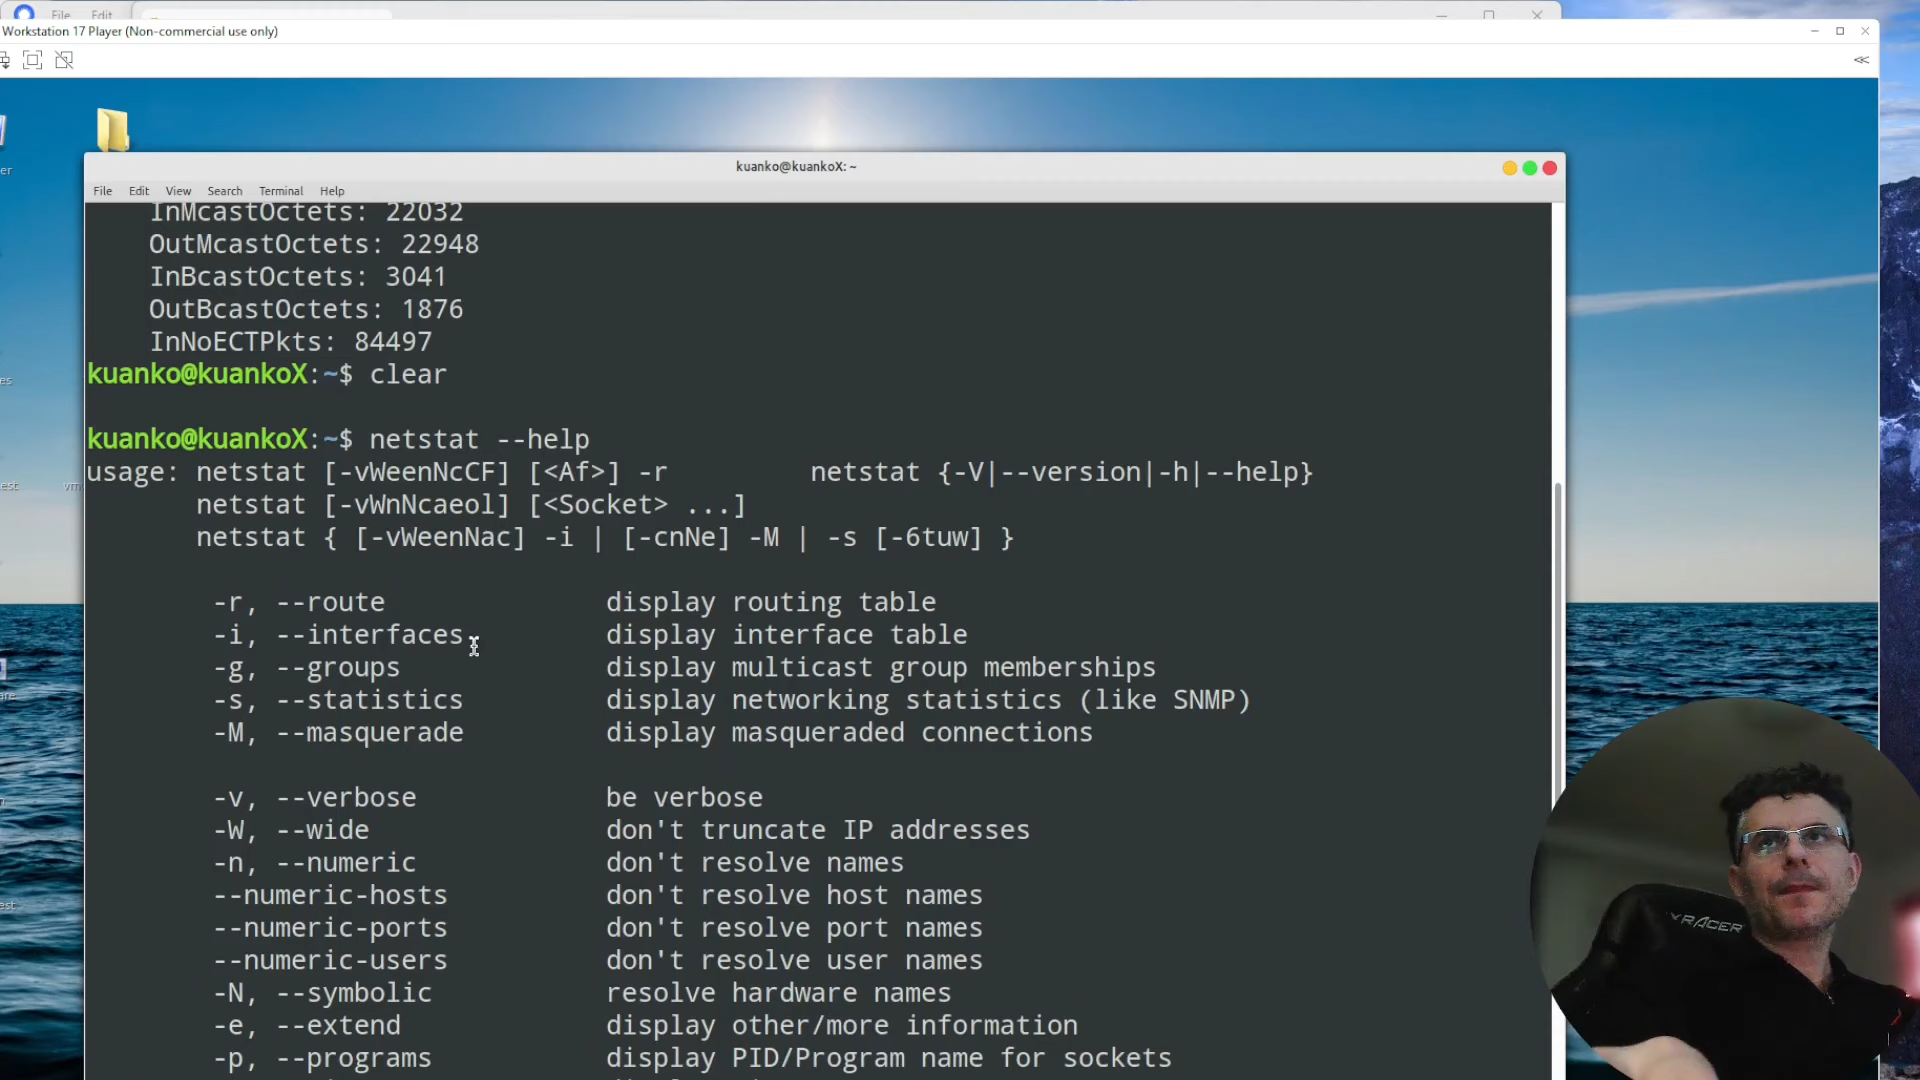 File Edit
Workstation 17 Player (Non-commercial use only)
kuanko@kuankoX: ~
File Edit View Search Terminal Help
InMcastOctets: 22032
OutMcastOctets: 22948
InBcastOctets: 3041
OutBcastOctets: 1876
InNoECTPkts: 84497
kuanko@kuankoX:~$ clear
kuanko@kuankoX:~$ netstat --help
usage: netstat [-vWeenNcCF] [<Af>] -r netstat {-V|--version|-h|--help}
netstat [-vWnNcaeol] [<Socket> ...]
netstat { [-vWeenNac] -i | [-cnNe] -M | -s [-6tuw] }
-r, --route display routing table
-i, --interfaces display interface table
-g, --groups display multicast group memberships
-s, --statistics display networking statistics (like SNMP)
-M, --masquerade display masqueraded connections
-v, --verbose be verbose
-W, --wide don't truncate IP addresses
-n, --numeric don't resolve names
--numeric-hosts don't resolve host names
--numeric-ports don't resolve port names
--numeric-users don't resolve user names
-N, --symbolic resolve hardware names
-e, --extend display other/more information
-p, --programs display PID/Program name for sockets